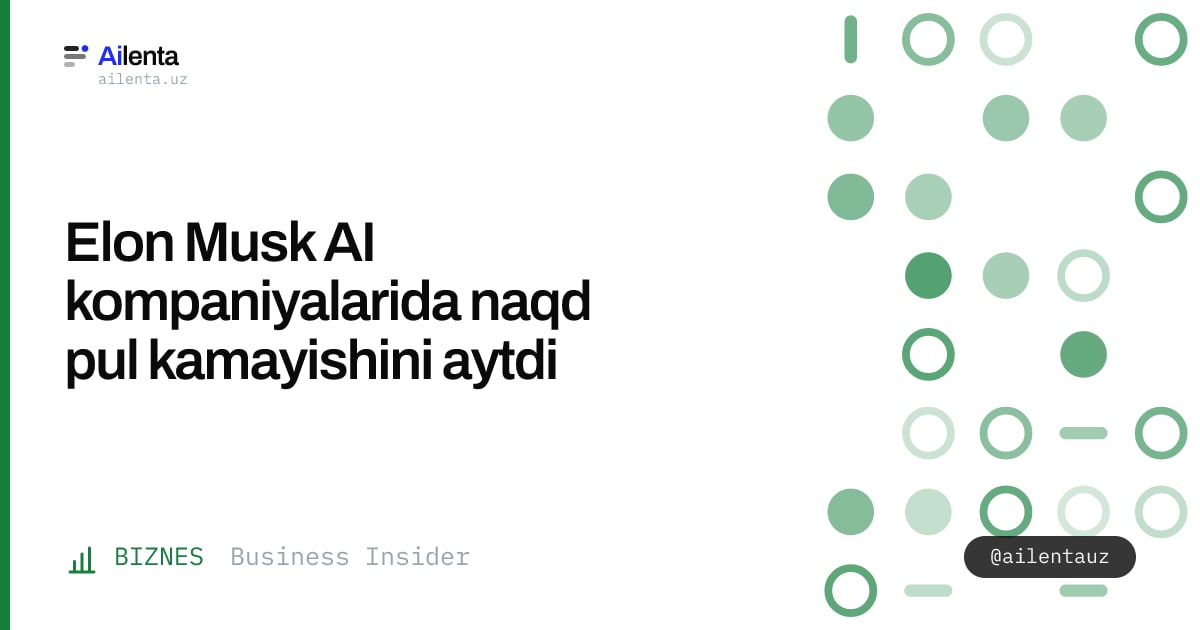 Ailenta
ailenta.uz
Elon Musk AI
kompaniyalarida naqd
pul kamayishini aytdi
BIZNES Business Insider
@ailentauz